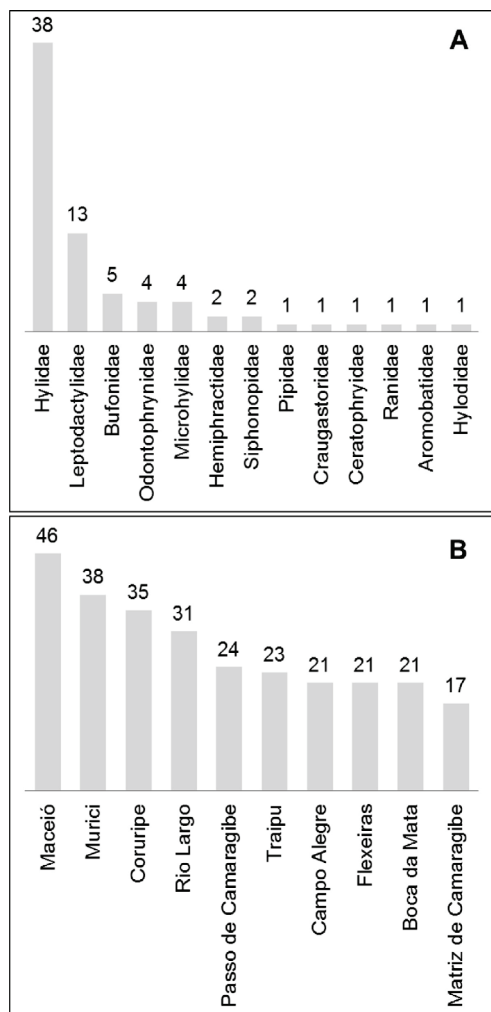 A
38
13
5
4
4
2
2
1
1
1
1
1
1
Hylidae
Leptodactylidae
Bufonidae
Odontophrynidae
Microhylidae
Hemiphractidae
Siphonopidae
Pipidae
Craugastoridae
Ceratophryidae
Ranidae
Aromobatidae
Hylodidae
B
46
38
35
31
24
23
21
21
21
17
Maceió
Murici
Coruripe
Rio Largo
Passo de Camaragibe
Traipu
Campo Alegre
Flexeiras
Boca da Mata
Matriz de Camaragibe